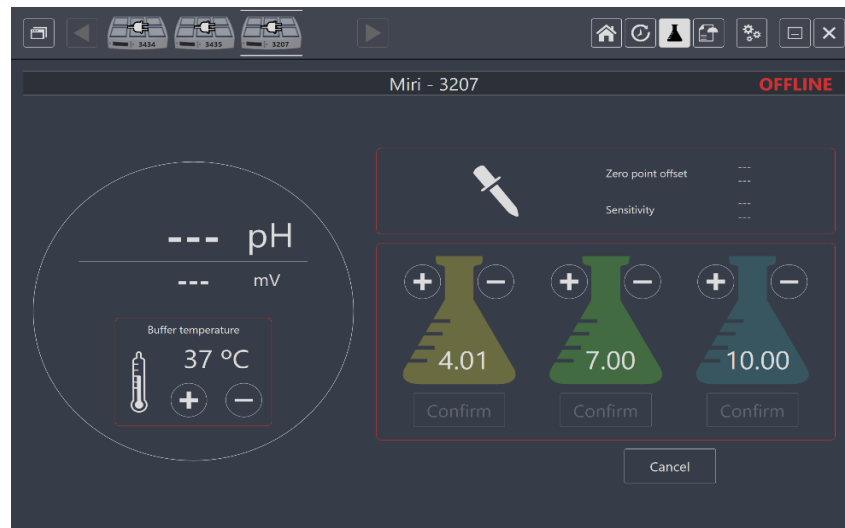 3434 3435 3207
Miri - 3207 OFFLINE
Zero point offset ---
---
Sensitivity ---
---
--- pH
--- mV
Buffer temperature
37 ºC
4.01 7.00 10.00
Confirm Confirm Confirm
Cancel